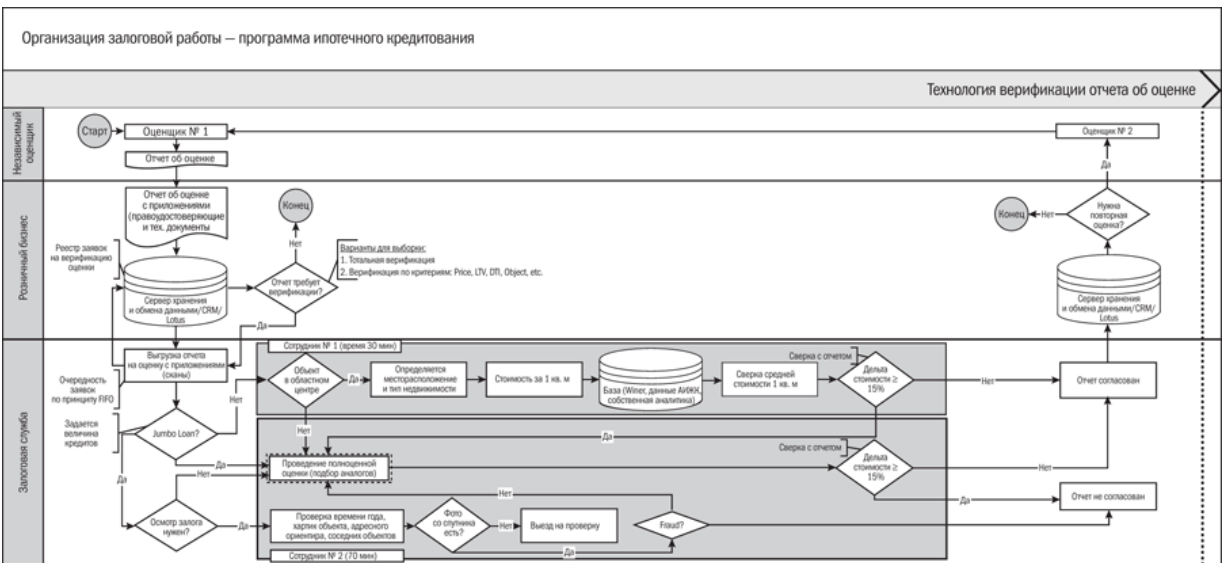 Организация залоговой работы — программа ипотечного кредитования
Технология верификации отчета об оценке
Независимый
оценщик
Старт
Оценщик № 1
Оценщик № 2
Отчет об оценке
Да
Розничный бизнес
Отчет об оценке
с приложениями
(правоудостоверяющие
и тех. документы
Конец
Нет
Конец
Нет
Нужна
повторная
оценка?
Реестр заявок
на верификацию
оценки
Варианты для выборки:
1. Тотальная верификация
2. Верификация по критериям: Price, LTV, DTI, Object, etc.
Отчет требует
верификации?
Сервер хранения
и обмена данными/CRM/
Lotus
Сервер хранения
и обмена данными/CRM/
Lotus
Да
Залоговая служба
Выгрузка отчета
на оценку с приложениями
(сканы)
Сотрудник № 1 (время 30 мин)
Объект
в областном
центре
Да
Определяется
месторасположение
и тип недвижимости
Стоимость за 1 кв. м
База (Winer, данные АИЖК,
собственная аналитика)
Сверка средней
стоимости 1 кв. м
Сверка с отчетом
Дельта
стоимости ≥
15%
Нет
Отчет согласован
Очередность
заявок
по принципу FIFO
Нет
Задается
величина
кредитов
Jumbo Loan?
Нет
Да
Да
Нет
Да
Проведение полноценной
оценки (подбор аналогов)
Сверка с отчетом
Дельта
стоимости ≥
15%
Нет
Да
Отчет не согласован
Нет
Осмотр залога
нужен?
Да
Проверка времени года,
картин объекта, адресного
ориентира, соседних объектов
Фото
со спутника
есть?
Нет
Выезд на проверку
Fraud?
Да
Сотрудник № 2 (70 мин)